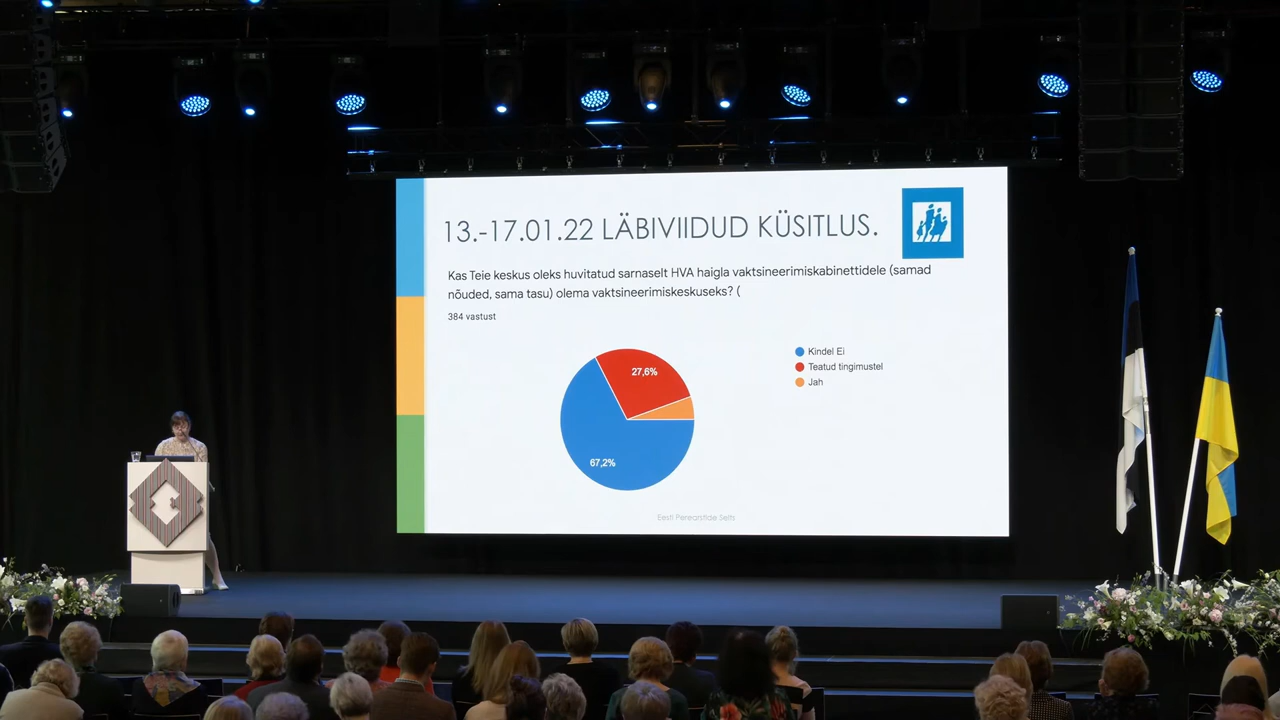 13.-17.01.22 LÄBIVIIDUD KÜSITLUS.
Kas Teie keskus oleks huvitatud sarnaselt HVA haigla vaktsineerimiskabinettidele (samad
nõuded, sama tasu) olema vaktsineerimiskeskuseks? (
384 vastust
27,6%
67,2%
Kindel Ei
Teatud tingimustel
Jah
Eesti Perearstide Selts